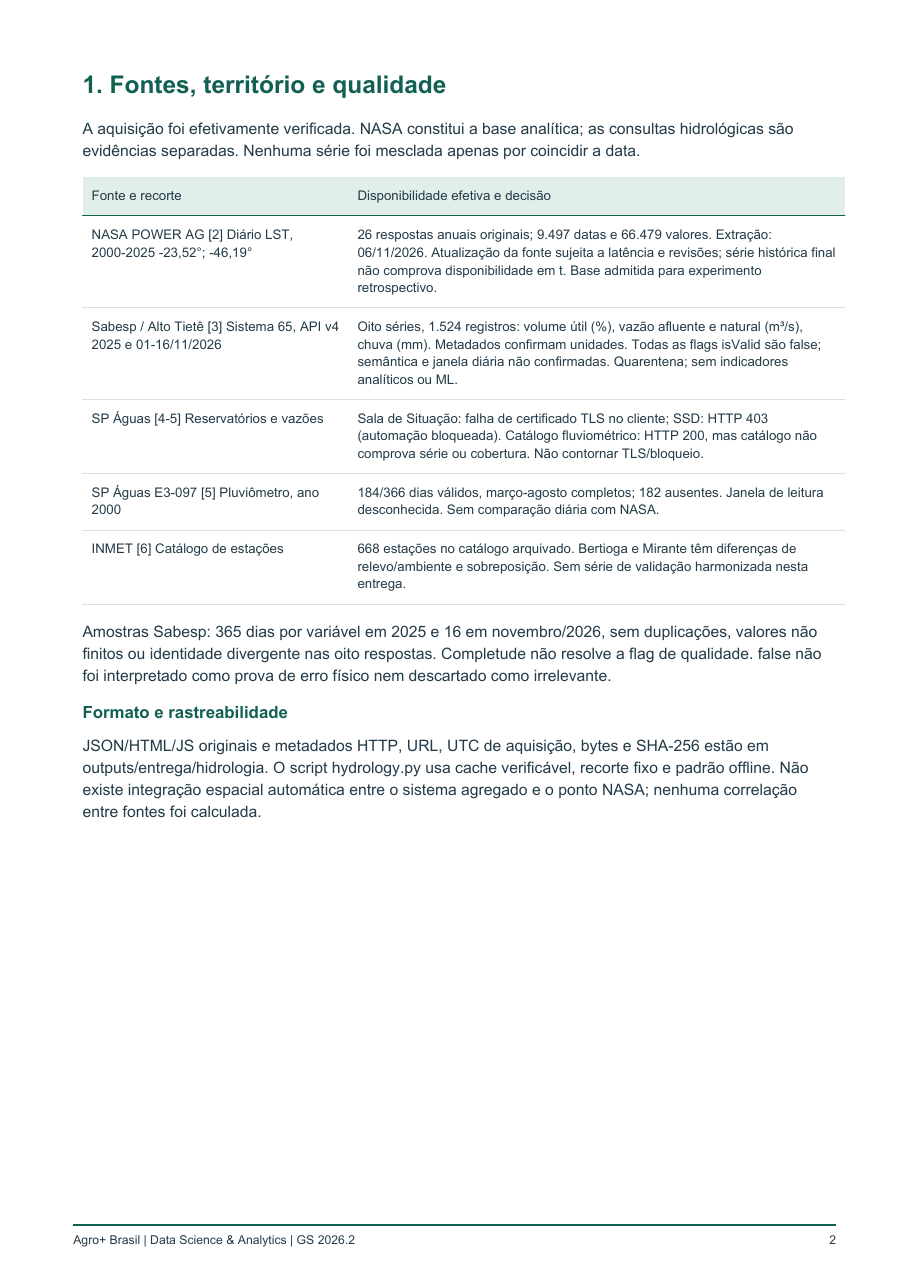 1. Fontes, território e qualidade
A aquisição foi efetivamente verificada. NASA constitui a base analítica; as consultas hidrológicas são
evidências separadas. Nenhuma série foi mesclada apenas por coincidir a data.
Fonte e recorte
Disponibilidade efetiva e decisão
NASA POWER AG [2] Diário LST,
2000-2025 -23,52°; -46,19°
26 respostas anuais originais; 9.497 datas e 66.479 valores. Extração:
06/11/2026. Atualização da fonte sujeita a latência e revisões; série histórica final
não comprova disponibilidade em t. Base admitida para experimento
retrospectivo.
Sabesp / Alto Tietê [3] Sistema 65, API v4
2025 e 01-16/11/2026
Oito séries, 1.524 registros: volume útil (%), vazão afluente e natural (m³/s),
chuva (mm). Metadados confirmam unidades. Todas as flags isValid são false;
semântica e janela diária não confirmadas. Quarentena; sem indicadores
analíticos ou ML.
SP Águas [4-5] Reservatórios e vazões
Sala de Situação: falha de certificado TLS no cliente; SSD: HTTP 403
(automação bloqueada). Catálogo fluviométrico: HTTP 200, mas catálogo não
comprova série ou cobertura. Não contornar TLS/bloqueio.
SP Águas E3-097 [5] Pluviômetro, ano
2000
184/366 dias válidos, março-agosto completos; 182 ausentes. Janela de leitura
desconhecida. Sem comparação diária com NASA.
INMET [6] Catálogo de estações
668 estações no catálogo arquivado. Bertioga e Mirante têm diferenças de
relevo/ambiente e sobreposição. Sem série de validação harmonizada nesta
entrega.
Amostras Sabesp: 365 dias por variável em 2025 e 16 em novembro/2026, sem duplicações, valores não
finitos ou identidade divergente nas oito respostas. Completude não resolve a flag de qualidade. false não
foi interpretado como prova de erro físico nem descartado como irrelevante.
Formato e rastreabilidade
JSON/HTML/JS originais e metadados HTTP, URL, UTC de aquisição, bytes e SHA-256 estão em
outputs/entrega/hidrologia. O script hydrology.py usa cache verificável, recorte fixo e padrão offline. Não
existe integração espacial automática entre o sistema agregado e o ponto NASA; nenhuma correlação
entre fontes foi calculada.
Agro+ Brasil | Data Science & Analytics | GS 2026.2
2